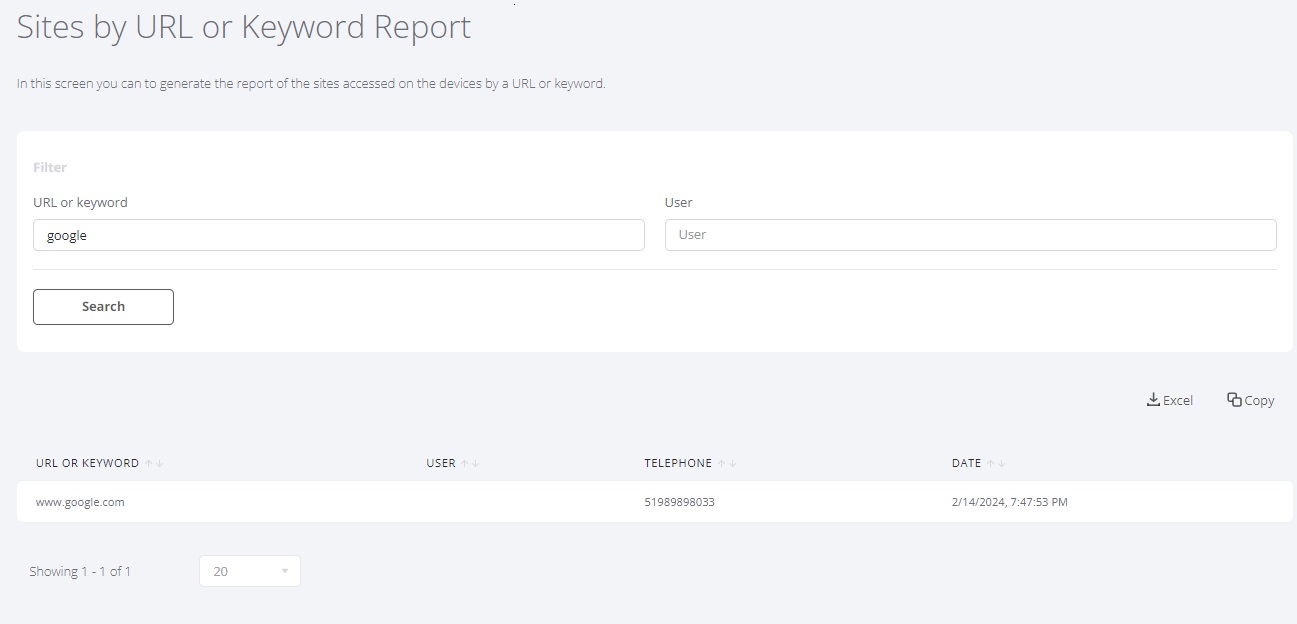 Sites by URL or Keyword Report
In this screen you can to generate the report of the sites accessed on the devices by a URL or keyword.
Filter
URL or keyword
User
google
User
Search
Excel
Copy
URL OR KEYWORD USER TELEPHONE DATE
www.google.com 51989898033 2/14/2024, 7:47:53 PM
Showing 1 - 1 of 1
20